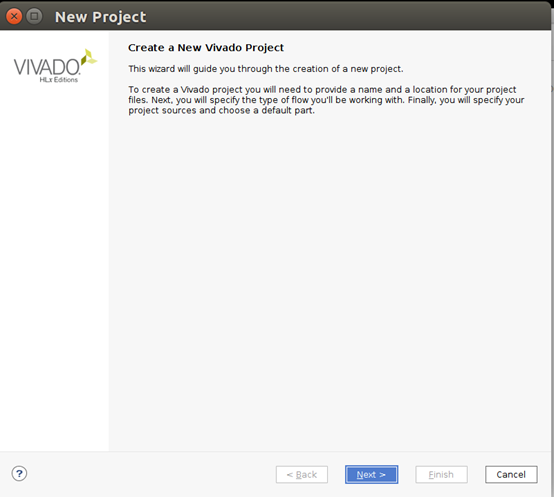 New Project
VIVADO.
HLx Editions
Create a New Vivado Project
This wizard will guide you through the creation of a new project.
To create a Vivado project you will need to provide a name and a location for your project
files. Next, you will specify the type of flow you'll be working with. Finally, you will specify your
project sources and choose a default part.
?
< Back
Next >
Finish
Cancel